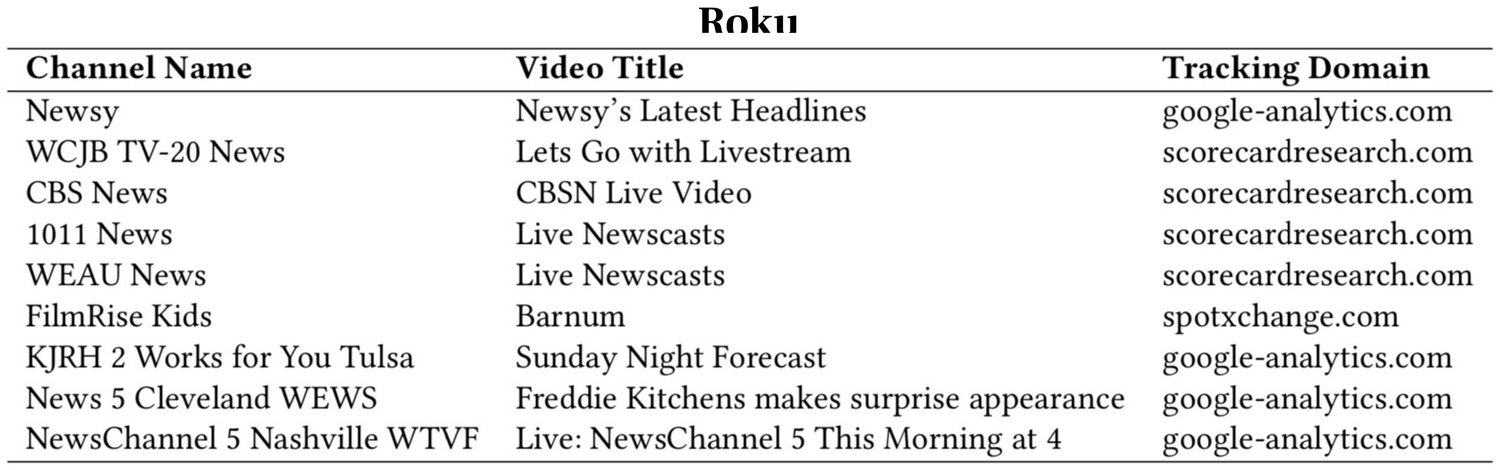 Roku
Channel Name Video Title Tracking Domain
Newsy Newsy's Latest Headlines google-analytics.com
WCJB TV-20 News Lets Go with Livestream scorecardresearch.com
CBS News CBSN Live Video scorecardresearch.com
1011 News Live Newscasts scorecardresearch.com
WEAU News Live Newscasts scorecardresearch.com
FilmRise Kids Barnum spotxchange.com
KJRH 2 Works for You Tulsa Sunday Night Forecast google-analytics.com
News 5 Cleveland WEWS Freddie Kitchens makes surprise appearance google-analytics.com
NewsChannel 5 Nashville WTVF Live: NewsChannel 5 This Morning at 4 google-analytics.com